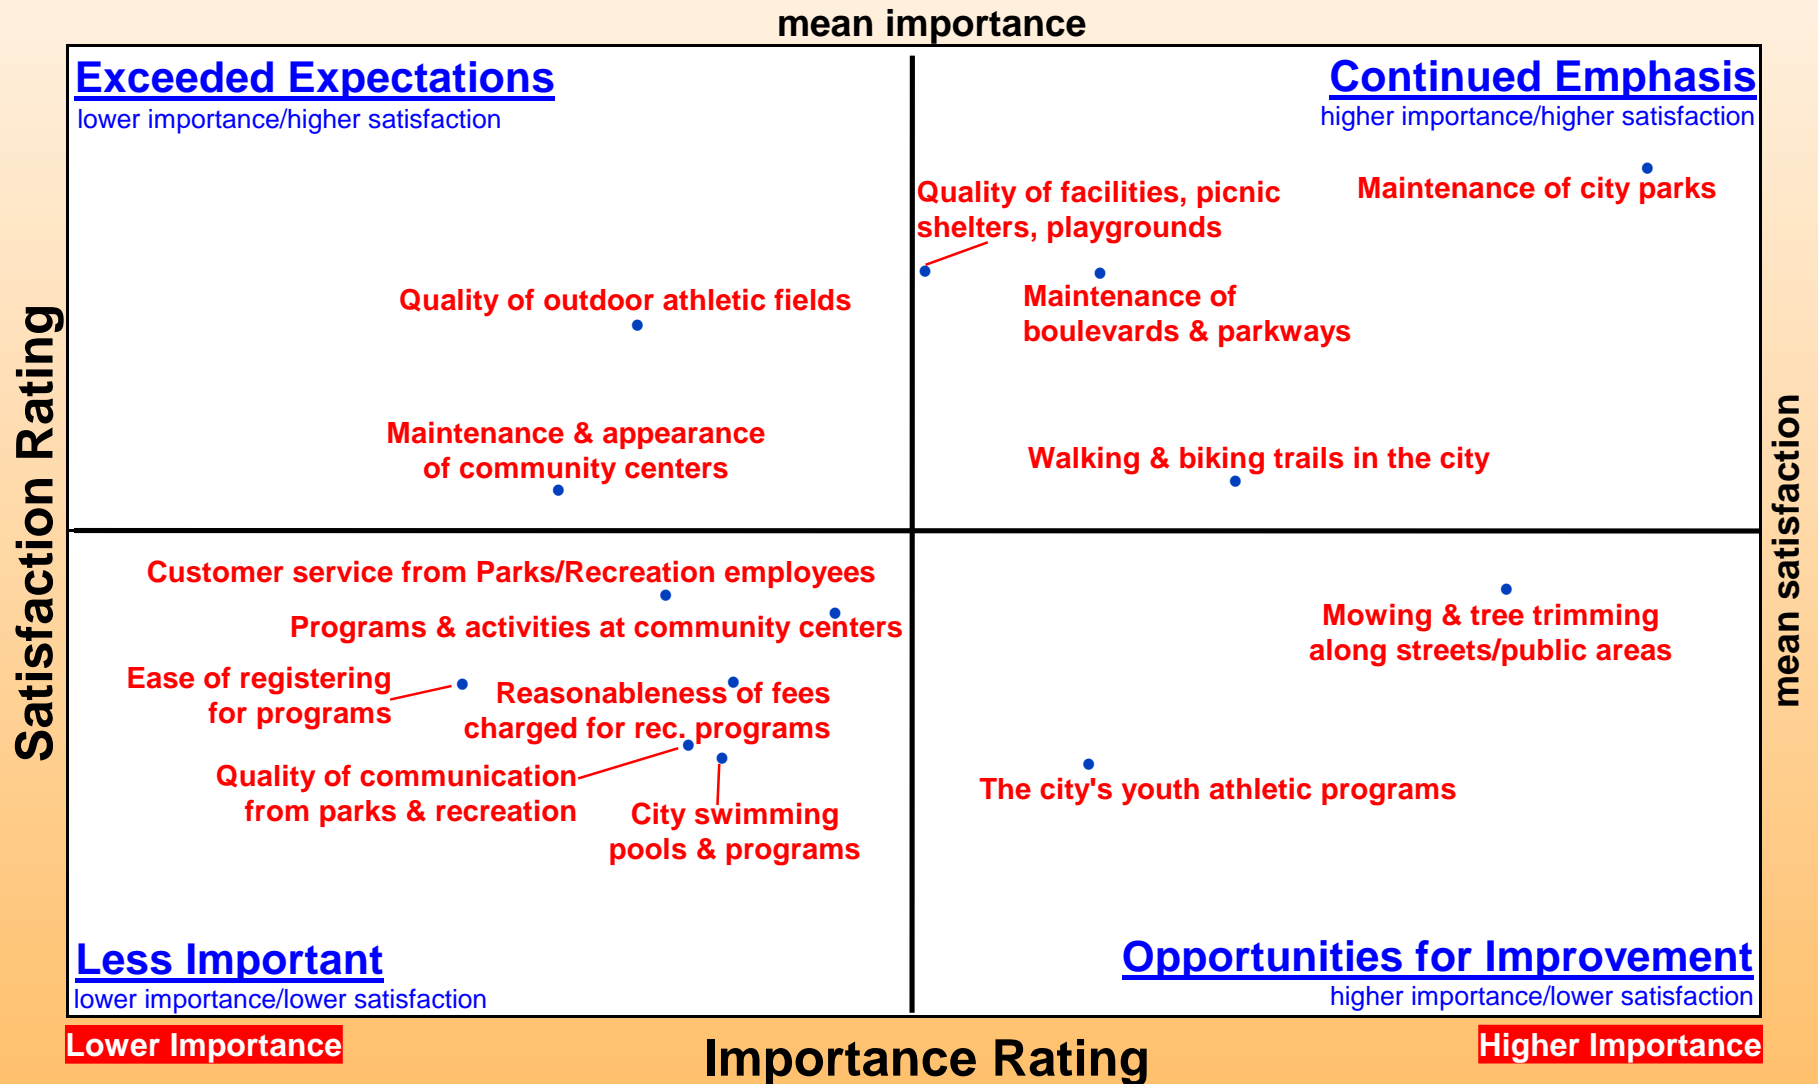 mean importance
Exceeded Expectations
lower importance/higher satisfaction
Continued Emphasis
higher importance/higher satisfaction
Quality of facilities, picnic
shelters, playgrounds
Maintenance of city parks
Quality of outdoor athletic fields
Maintenance of
boulevards & parkways
Maintenance & appearance
of community centers
Walking & biking trails in the city
Satisfaction Rating
mean satisfaction
Customer service from Parks/Recreation employees
Programs & activities at community centers
Ease of registering
for programs
Reasonableness of fees
charged for rec. programs
Quality of communication
from parks & recreation
City swimming
pools & programs
Mowing & tree trimming
along streets/public areas
The city's youth athletic programs
Less Important
lower importance/lower satisfaction
Opportunities for Improvement
higher importance/lower satisfaction
Lower Importance
Importance Rating
Higher Importance